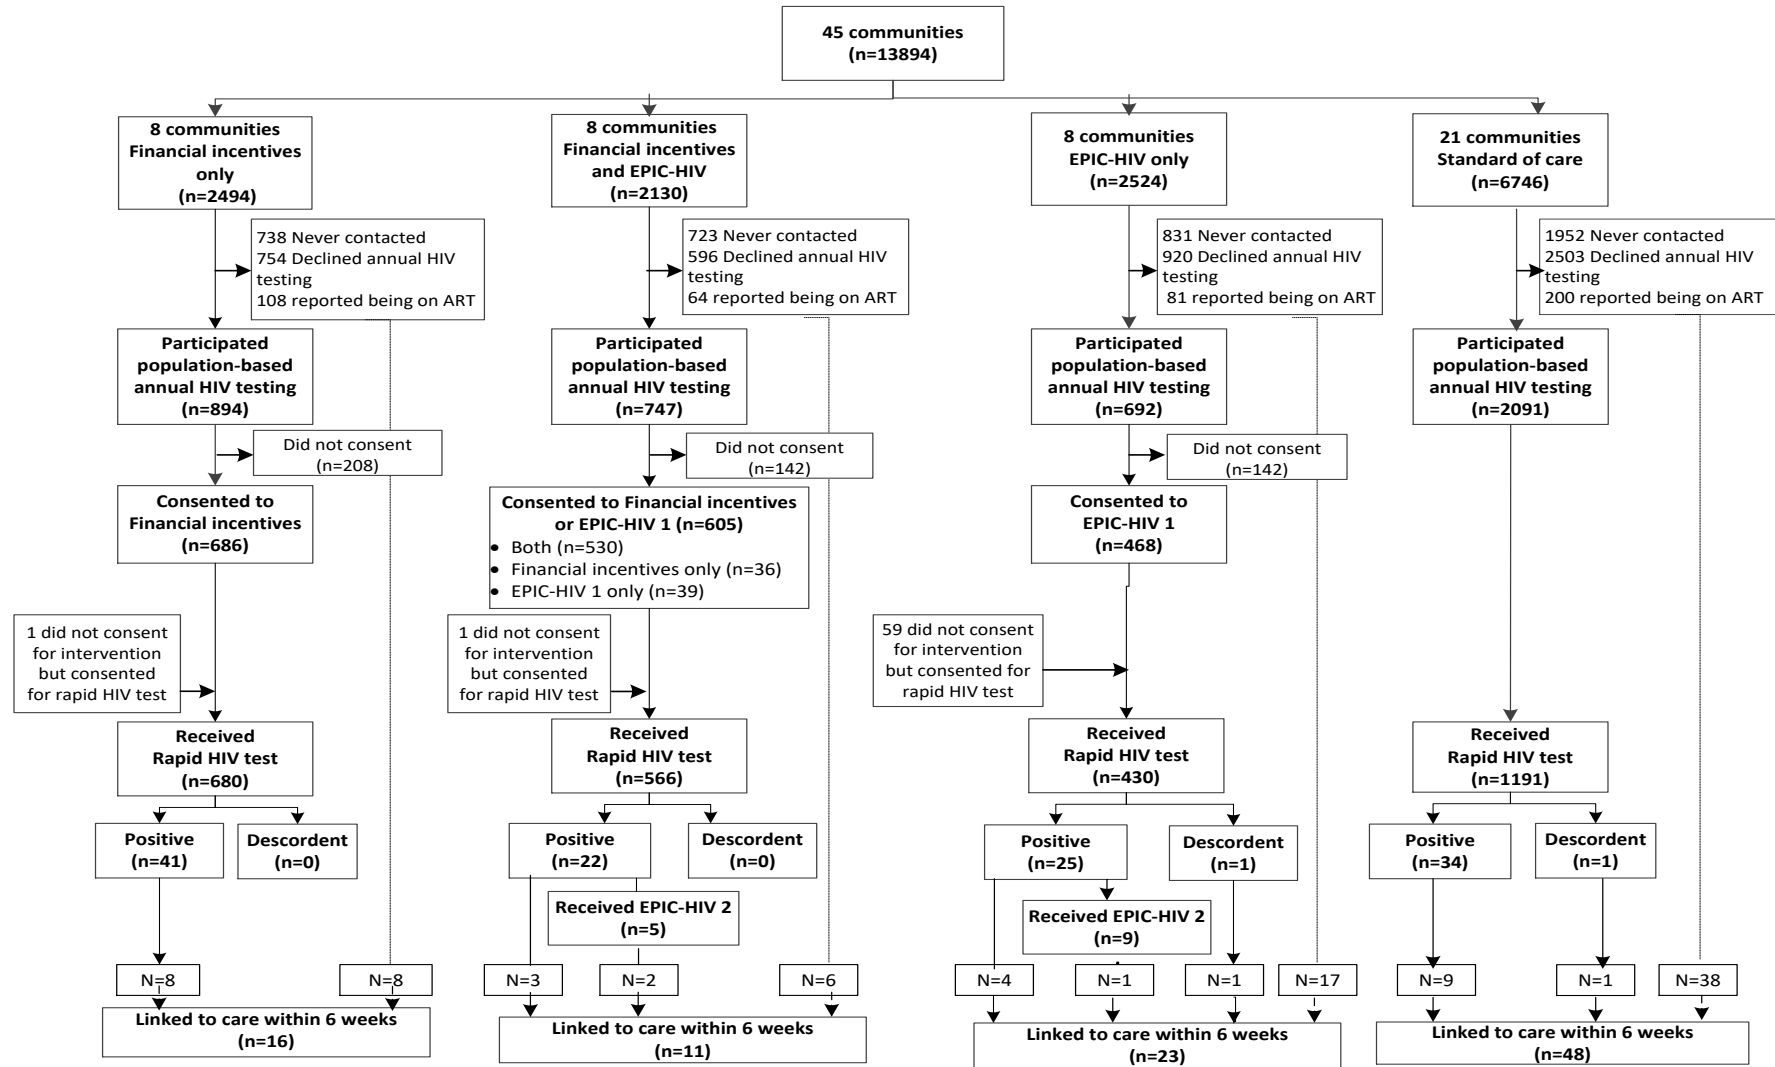 45 communities
(n=13894)
8 communities
Financial incentives
only
(n=2494)
8 communities
Financial incentives
and EPIC-HIV
(n=2130)
8 communities
EPIC-HIV only
(n=2524)
21 communities
Standard of care
(n=6746)
738 Never contacted
754 Declined annual HIV
testing
108 reported being on ART
723 Never contacted
596 Declined annual HIV
testing
64 reported being on ART
831 Never contacted
920 Declined annual HIV
testing
81 reported being on ART
1952 Never contacted
2503 Declined annual HIV
testing
200 reported being on ART
Participated
population-based
annual HIV testing
(n=894)
Participated
population-based
annual HIV testing
(n=747)
Participated
population-based
annual HIV testing
(n=692)
Participated
population-based
annual HIV testing
(n=2091)
Did not consent
(n=208)
Did not consent
(n=142)
Did not consent
(n=142)
Consented to
Financial incentives
(n=686)
Consented to Financial incentives
or EPIC-HIV 1 (n=605)
• Both (n=530)
• Financial incentives only (n=36)
• EPIC-HIV 1 only (n=39)
Consented to
EPIC-HIV 1
(n=468)
1 did not consent
for intervention
but consented
for rapid HIV test
1 did not consent
for intervention
but consented
for rapid HIV test
59 did not consent
for intervention
but consented for
rapid HIV test
Received
Rapid HIV test
(n=680)
Received
Rapid HIV test
(n=566)
Received
Rapid HIV test
(n=430)
Received
Rapid HIV test
(n=1191)
Positive
(n=41)
Descordent
(n=0)
Positive
(n=22)
Descordent
(n=0)
Positive
(n=25)
Descordent
(n=1)
Positive
(n=34)
Descordent
(n=1)
Received EPIC-HIV 2
(n=5)
Received EPIC-HIV 2
(n=9)
N=8
N=8
N=3
N=2
N=6
N=4
N=1
N=1
N=17
N=9
N=1
N=38
Linked to care within 6 weeks
(n=16)
Linked to care within 6 weeks
(n=11)
Linked to care within 6 weeks
(n=23)
Linked to care within 6 weeks
(n=48)